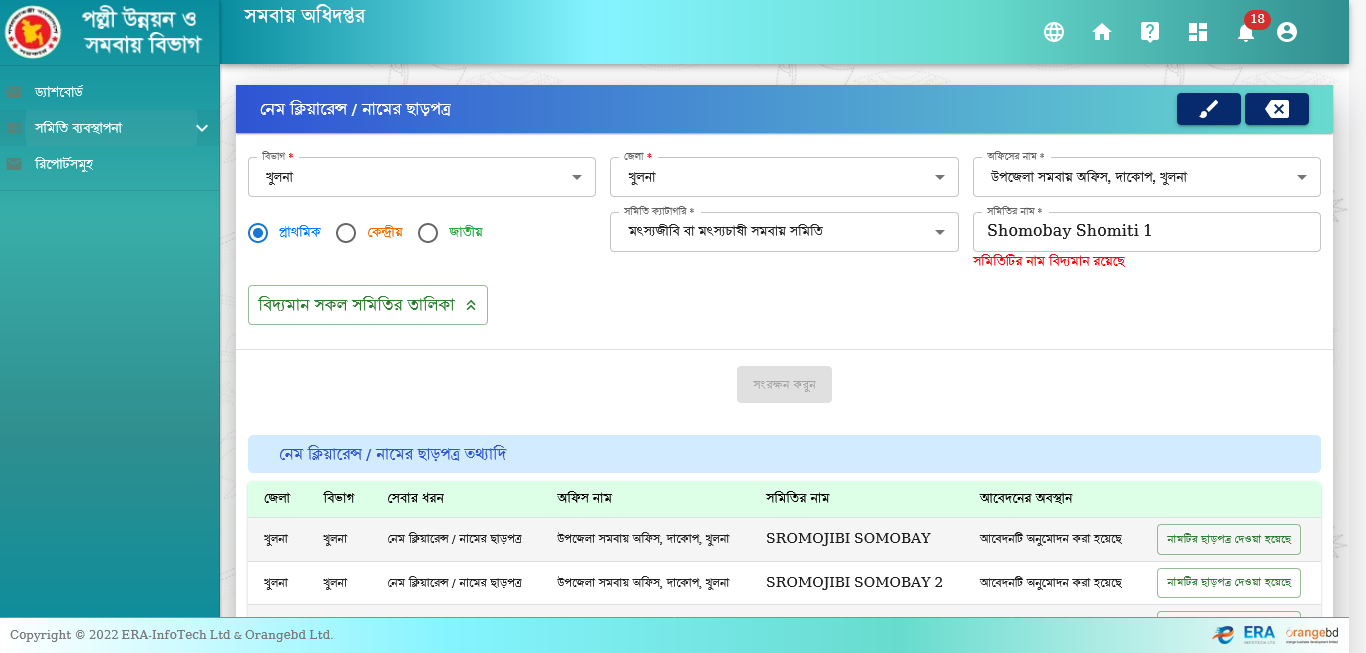 পল্লী উন্নয়ন ও
সমবায় বিভাগ
সমবায় অধিদপ্তর
18
ড্যাশবোর্ড
সমিতি ব্যবস্থাপনা
রিপোর্টসমুহ
নেম ক্লিয়ারেন্স / নামের ছাড়পত্র
বিভাগ *
খুলনা
জেলা *
খুলনা
অফিসের নাম *
উপজেলা সমবায় অফিস, দাকোপ, খুলনা
প্রাথমিক
কেন্দ্রীয়
জাতীয়
সমিতি ক্যাটাগরি *
মৎস্যজীবি বা মৎস্যচাষী সমবায় সমিতি
সমিতির নাম *
Shomobay Shomiti 1
সমিতিটির নাম বিদ্যমান রয়েছে
বিদ্যমান সকল সমিতির তালিকা
সংরক্ষন করুন
নেম ক্লিয়ারেন্স / নামের ছাড়পত্র তথ্যাদি
জেলা বিভাগ সেবার ধরন অফিস নাম সমিতির নাম আবেদনের অবস্থান
খুলনা খুলনা নেম ক্লিয়ারেন্স / নামের ছাড়পত্র উপজেলা সমবায় অফিস, দাকোপ, খুলনা SROMOJIBI SOMOBAY আবেদনটি অনুমোদন করা হয়েছে নামটির ছাড়পত্র দেওয়া হয়েছে
খুলনা খুলনা নেম ক্লিয়ারেন্স / নামের ছাড়পত্র উপজেলা সমবায় অফিস, দাকোপ, খুলনা SROMOJIBI SOMOBAY 2 আবেদনটি অনুমোদন করা হয়েছে নামটির ছাড়পত্র দেওয়া হয়েছে
Copyright © 2022 ERA-InfoTech Ltd & Orangebd Ltd.
ERA
orangebd